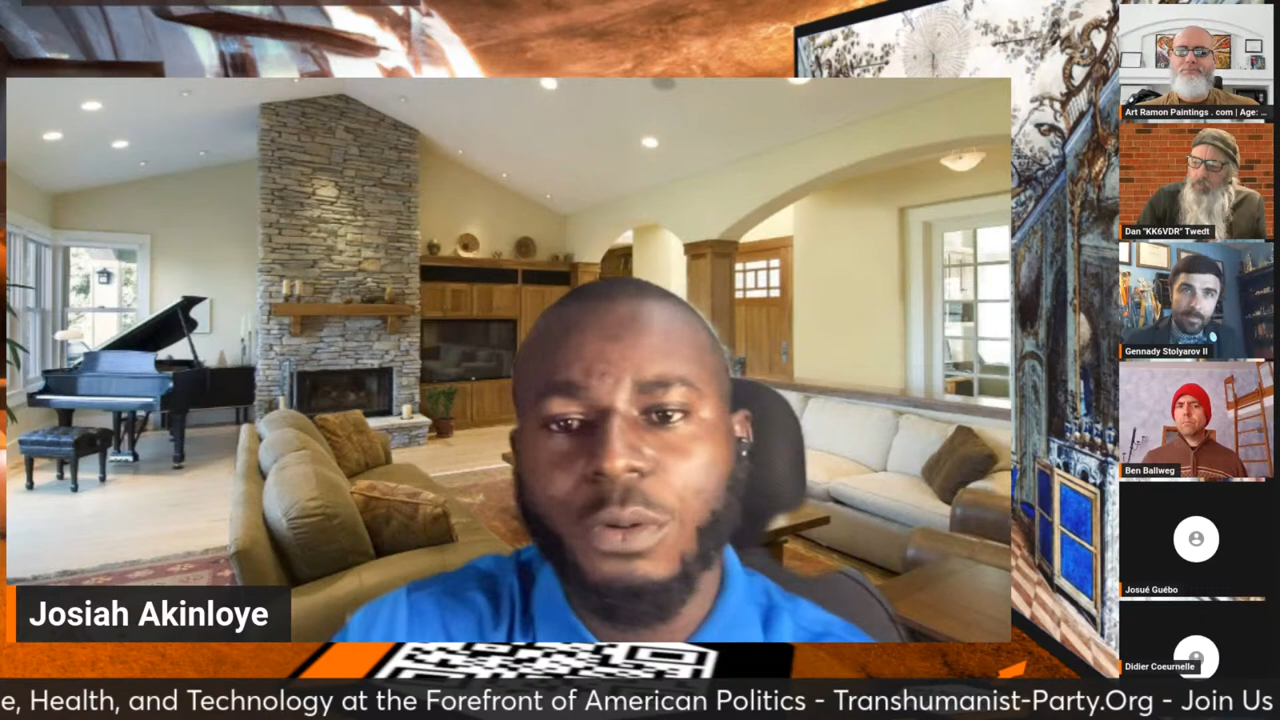 Art Ramon Paintings . com | Age: ...
Dan "KK6VDR" Twedt
Gennady Stolyarov II
Ben Ballweg
Josué Guébo
Didier Coeurnelle
Josiah Akinloye
e, Health, and Technology at the Forefront of American Politics - Transhumanist-Party.Org - Join Us